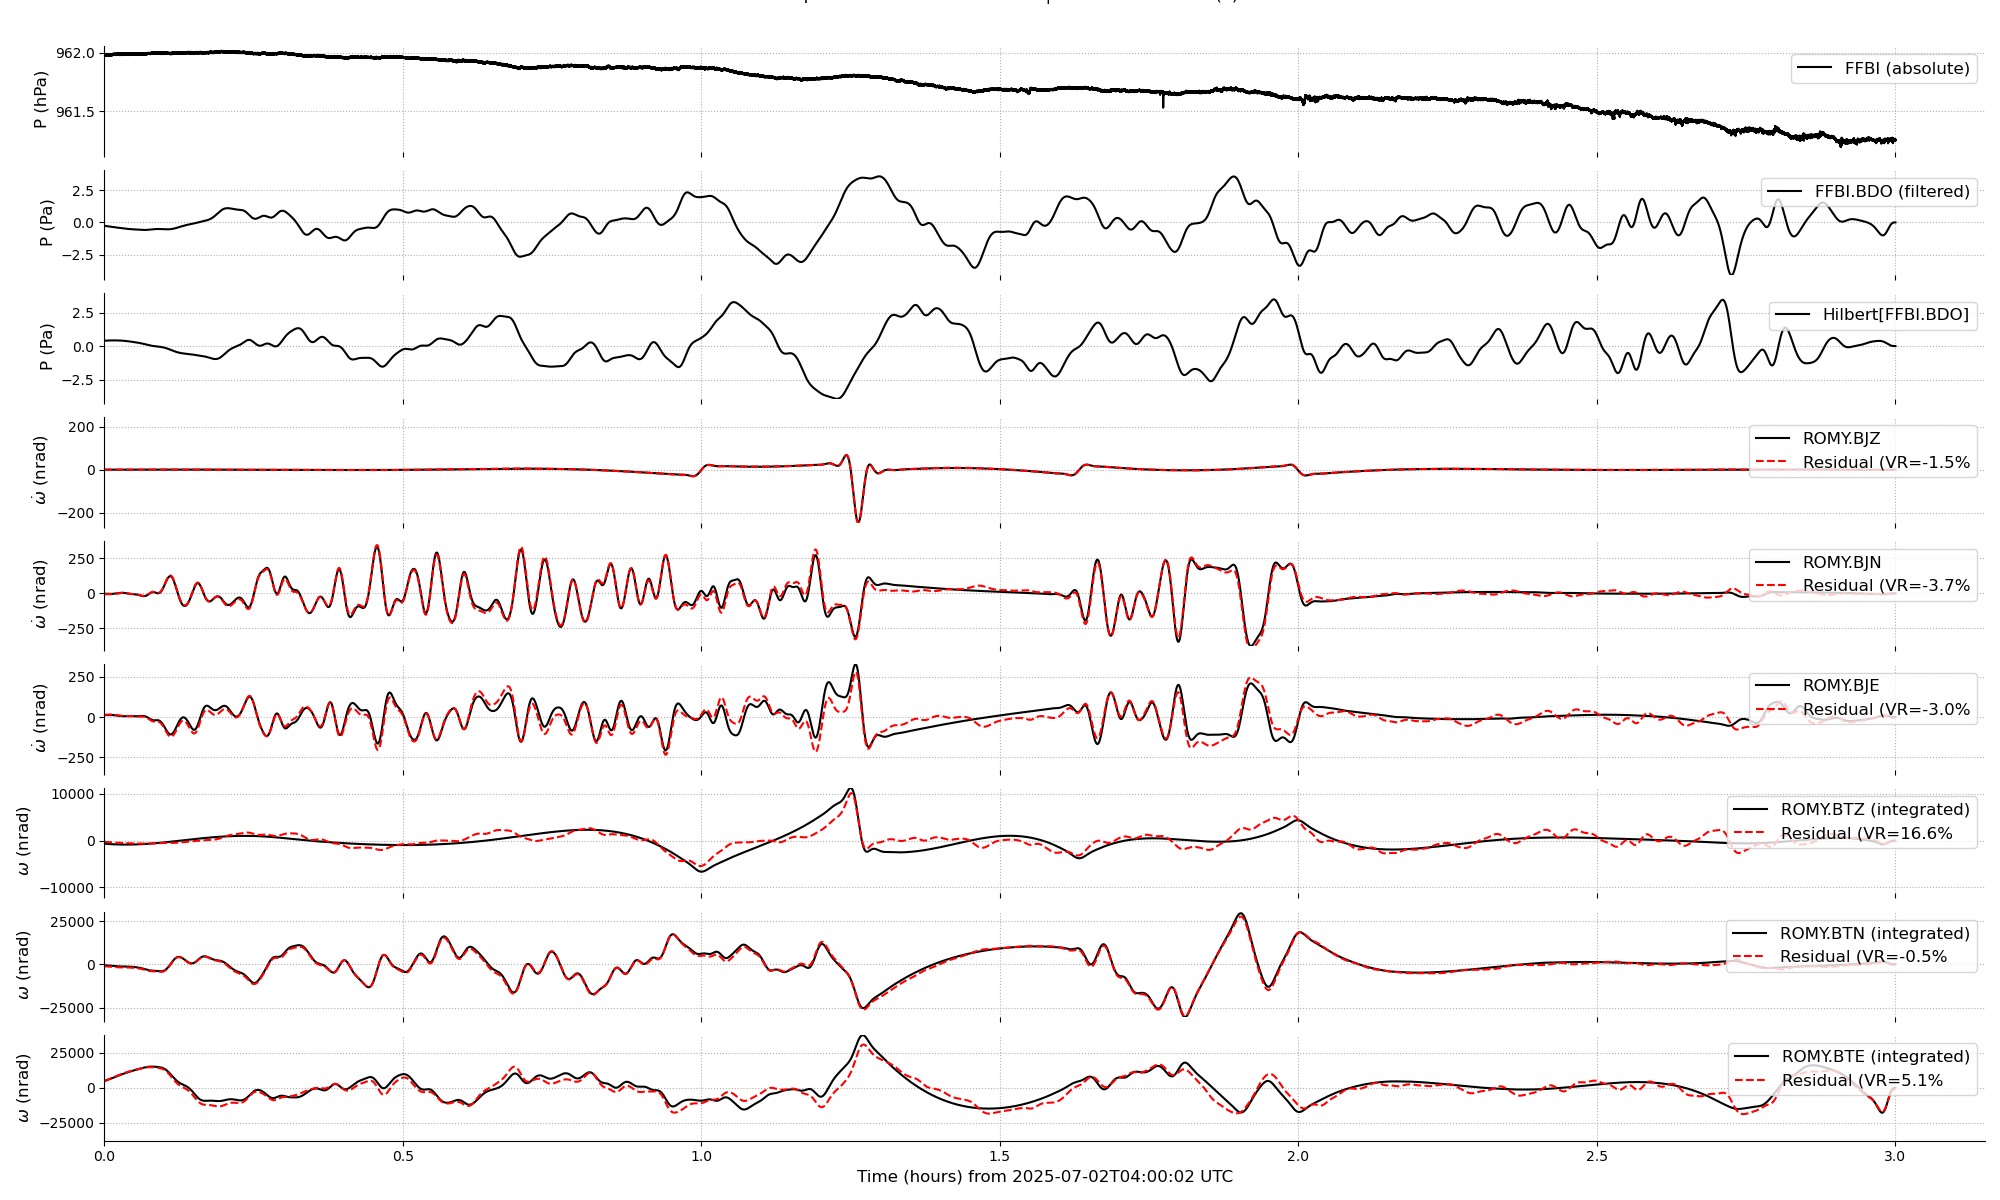 962.0
961.5
P (hPa)
FFBI (absolute)
2.5
0.0
−2.5
P (Pa)
FFBI.BDO (filtered)
2.5
0.0
−2.5
P (Pa)
Hilbert[FFBI.BDO]
200
0
−200
ω̇ (nrad)
ROMY.BJZ
Residual (VR=-1.5%
250
0
−250
ω̇ (nrad)
ROMY.BJN
Residual (VR=-3.7%
250
0
−250
ω̇ (nrad)
ROMY.BJE
Residual (VR=-3.0%
10000
0
−10000
ω (nrad)
ROMY.BTZ (integrated)
Residual (VR=16.6%
25000
0
−25000
ω (nrad)
ROMY.BTN (integrated)
Residual (VR=-0.5%
25000
0
−25000
ω (nrad)
ROMY.BTE (integrated)
Residual (VR=5.1%
0.0 0.5 1.0 1.5 2.0 2.5 3.0
Time (hours) from 2025-07-02T04:00:02 UTC